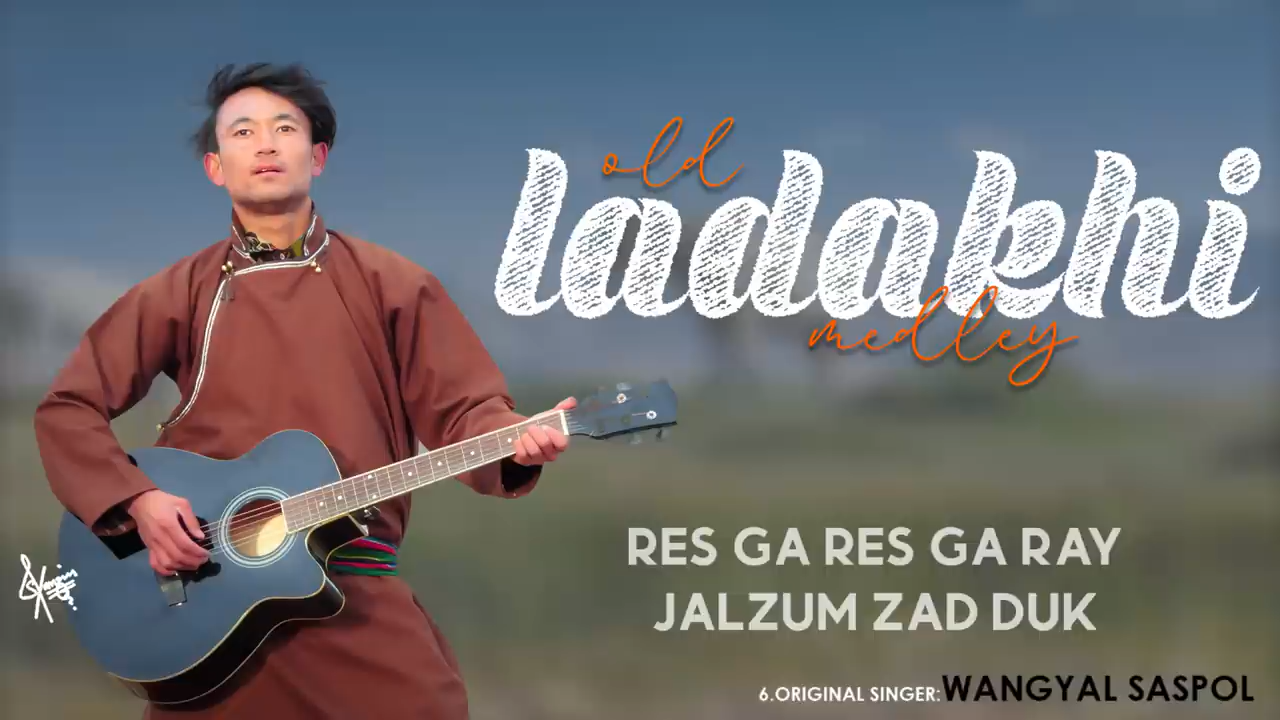 old
ladakhi
medley
RES GA RES GA RAY
JALZUM ZAD DUK
6.ORIGINAL SINGER:WANGYAL SASPOL